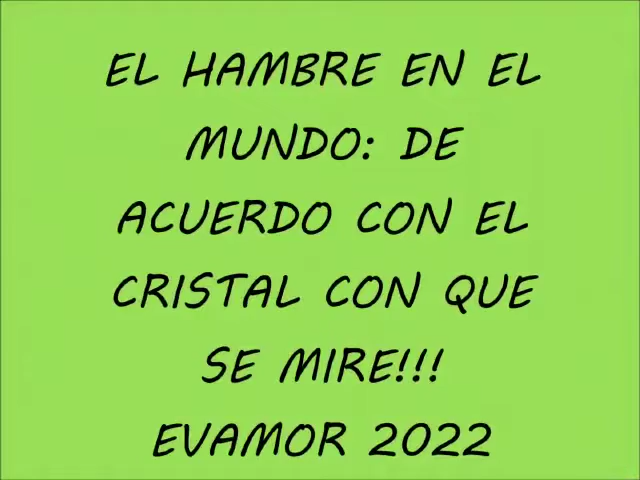 EL HAMBRE EN EL
MUNDO: DE
ACUERDO CON EL
CRISTAL CON QUE
SE MIRE!!!
EVAMOR 2022